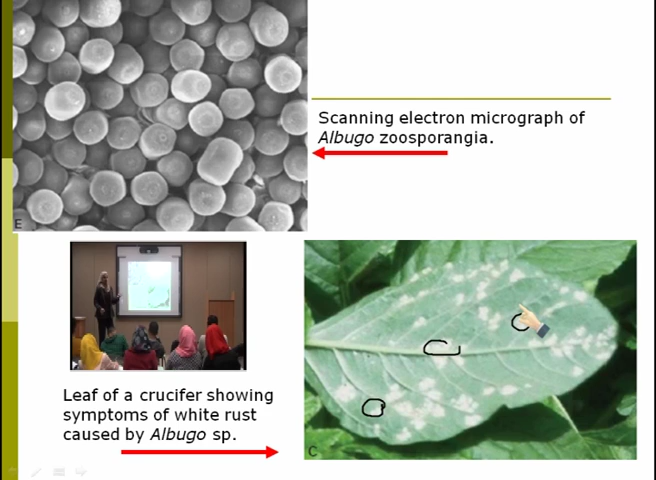 Scanning electron micrograph of
Albugo zoosporangia.
E
Leaf of a crucifer showing
symptoms of white rust
caused by Albugo sp.
C